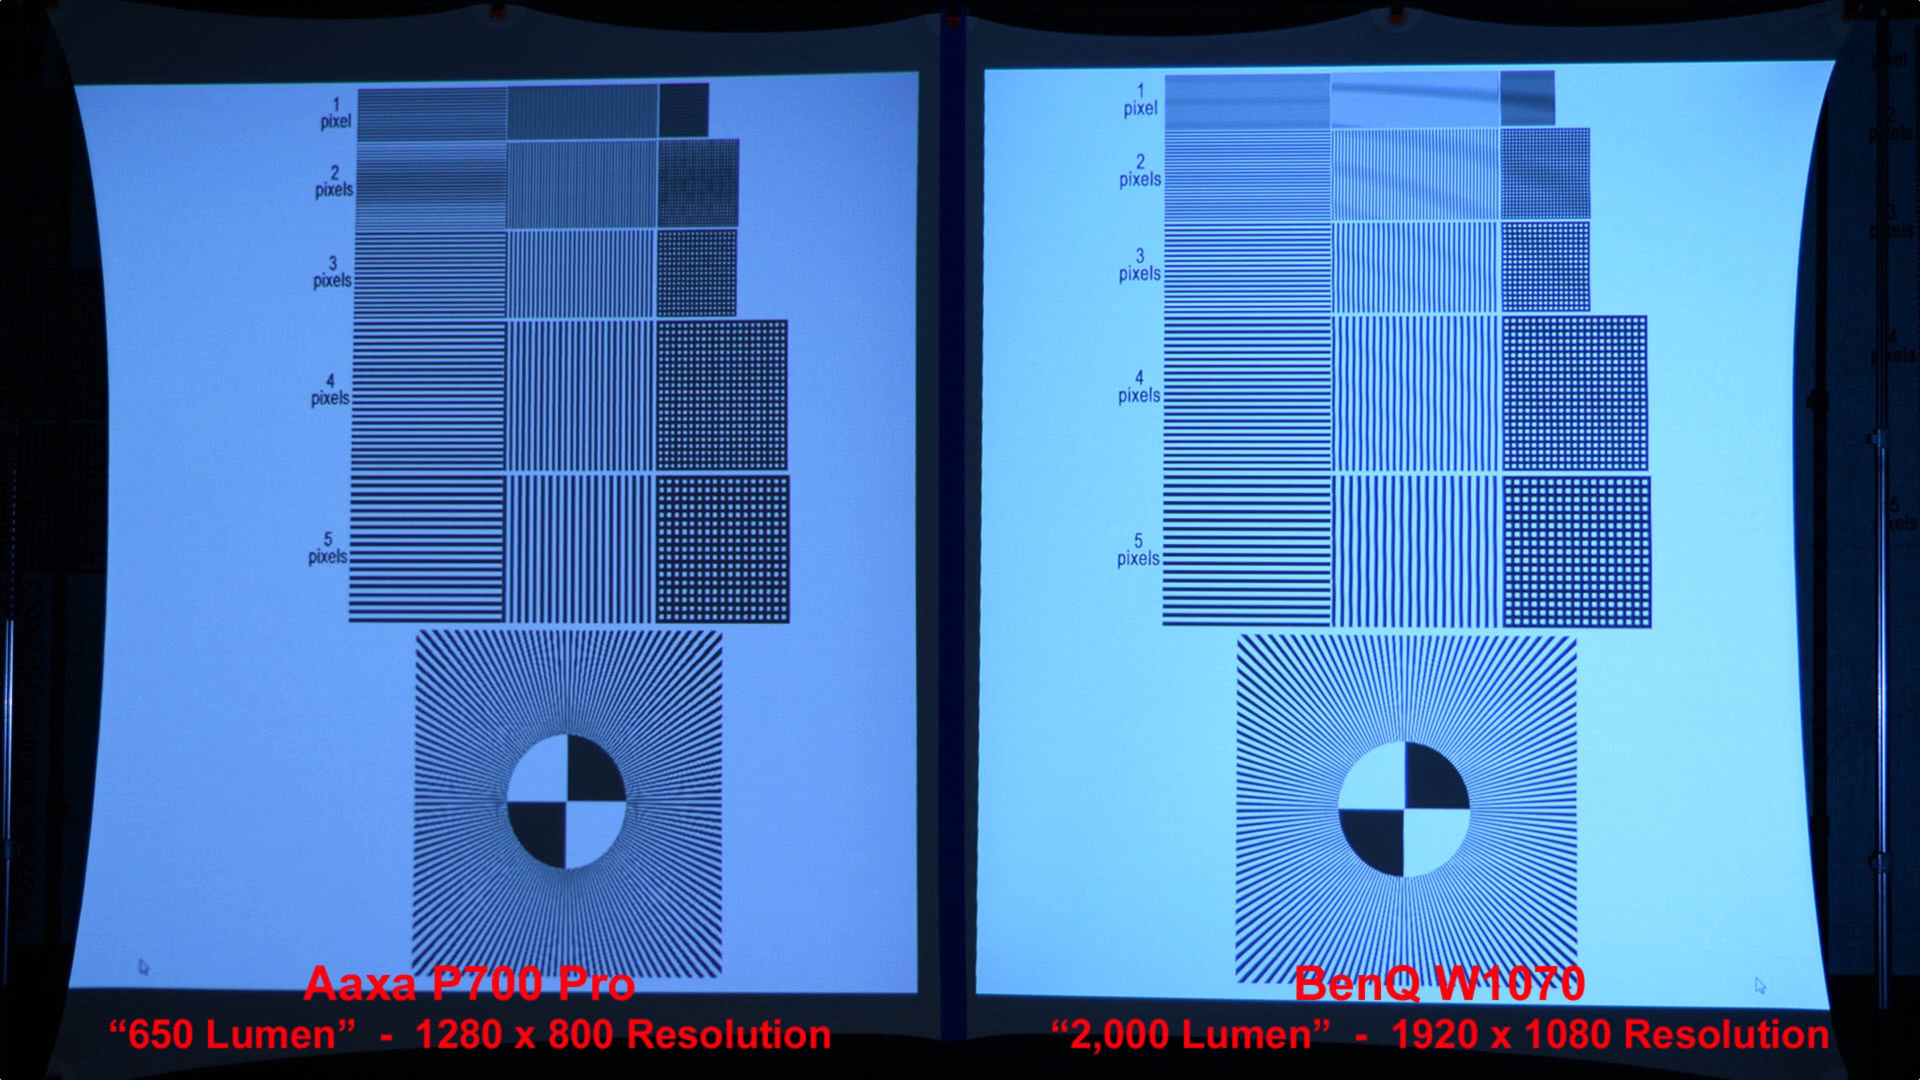 1
pixel
2
pixels
3
pixels
4
pixels
5
pixels
1
pixel
2
pixels
3
pixels
4
pixels
5
pixels
Aaxa P700 Pro
“650 Lumen” - 1280 x 800 Resolution
BenQ W1070
“2,000 Lumen” - 1920 x 1080 Resolution